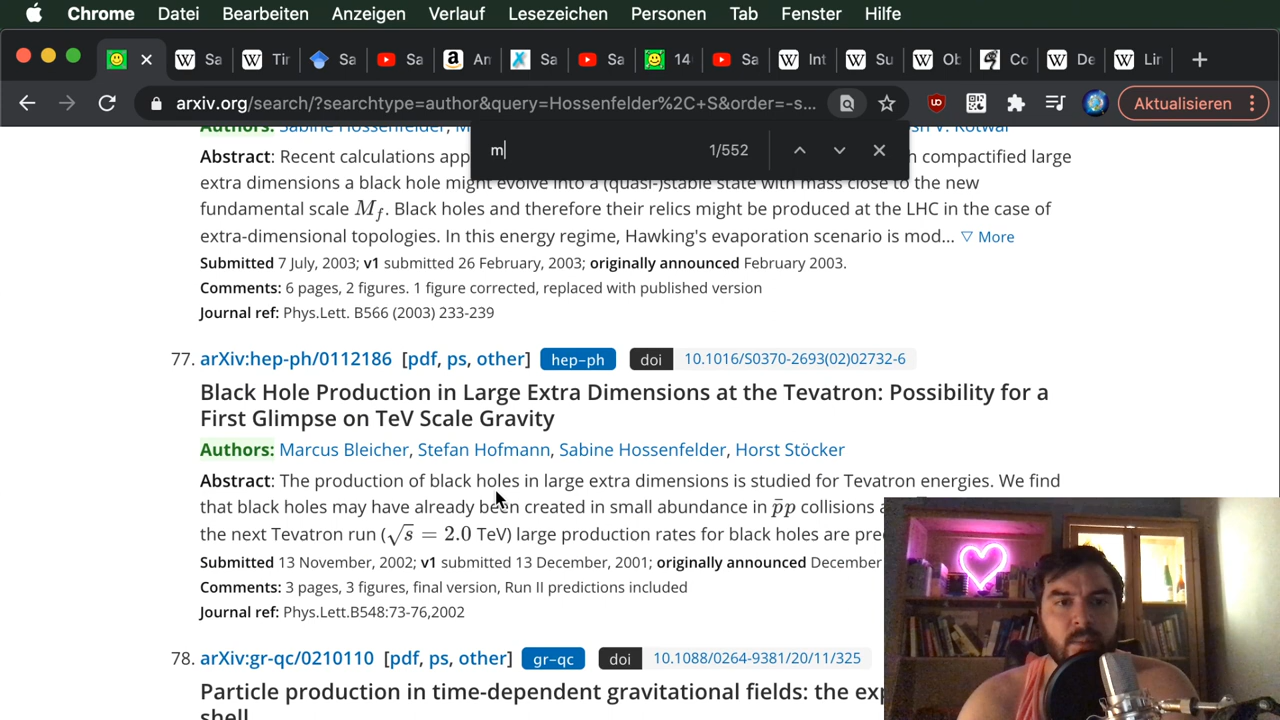 Chrome Datei Bearbeiten Anzeigen Verlauf Lesezeichen Personen Tab Fenster Hilfe
Sa Tir Sa Sa Am Sa Sa 14 Sa Int Su Ob Co De Lir
arxiv.org/search/?searchtype=author&query=Hossenfelder%2C+S&order=-s... Aktualisieren
m 1/552
Authors: Sabine Hossenfelder,
Abstract: Recent calculations app n compactified large
extra dimensions a black hole might evolve into a (quasi-)stable state with mass close to the new
fundamental scale M_f. Black holes and therefore their relics might be produced at the LHC in the case of
extra-dimensional topologies. In this energy regime, Hawking's evaporation scenario is mod... ▽ More
Submitted 7 July, 2003; v1 submitted 26 February, 2003; originally announced February 2003.
Comments: 6 pages, 2 figures. 1 figure corrected, replaced with published version
Journal ref: Phys.Lett. B566 (2003) 233-239
77. arXiv:hep-ph/0112186 [pdf, ps, other] hep-ph doi 10.1016/S0370-2693(02)02732-6
Black Hole Production in Large Extra Dimensions at the Tevatron: Possibility for a
First Glimpse on TeV Scale Gravity
Authors: Marcus Bleicher, Stefan Hofmann, Sabine Hossenfelder, Horst Stöcker
Abstract: The production of black holes in large extra dimensions is studied for Tevatron energies. We find
that black holes may have already been created in small abundance in p̄p collisions a
the next Tevatron run (√s = 2.0 TeV) large production rates for black holes are pre
Submitted 13 November, 2002; v1 submitted 13 December, 2001; originally announced December
Comments: 3 pages, 3 figures, final version, Run II predictions included
Journal ref: Phys.Lett.B548:73-76,2002
78. arXiv:gr-qc/0210110 [pdf, ps, other] gr-qc doi 10.1088/0264-9381/20/11/325
Particle production in time-dependent gravitational fields: the exp
shell